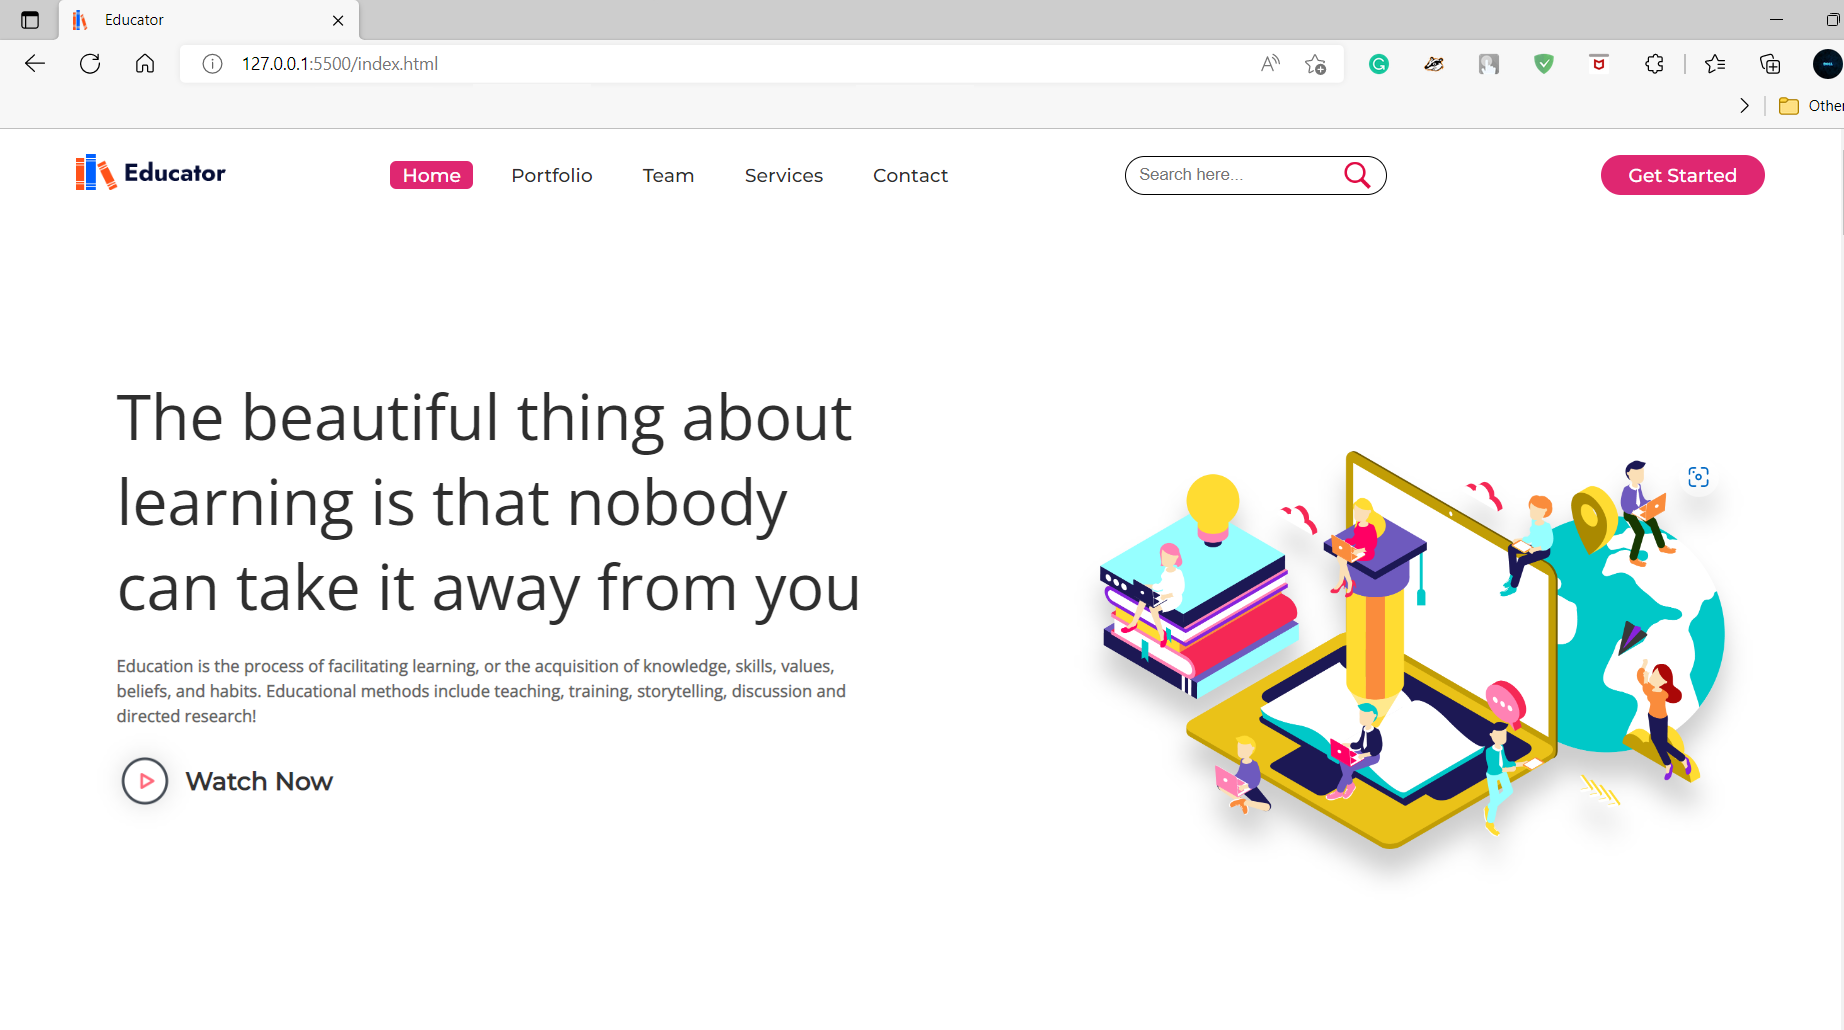 Educator
127.0.0.1:5500/index.html
Other
Educator
Home
Portfolio
Team
Services
Contact
Search here...
Get Started
The beautiful thing about
learning is that nobody
can take it away from you
Education is the process of facilitating learning, or the acquisition of knowledge, skills, values,
beliefs, and habits. Educational methods include teaching, training, storytelling, discussion and
directed research!
Watch Now